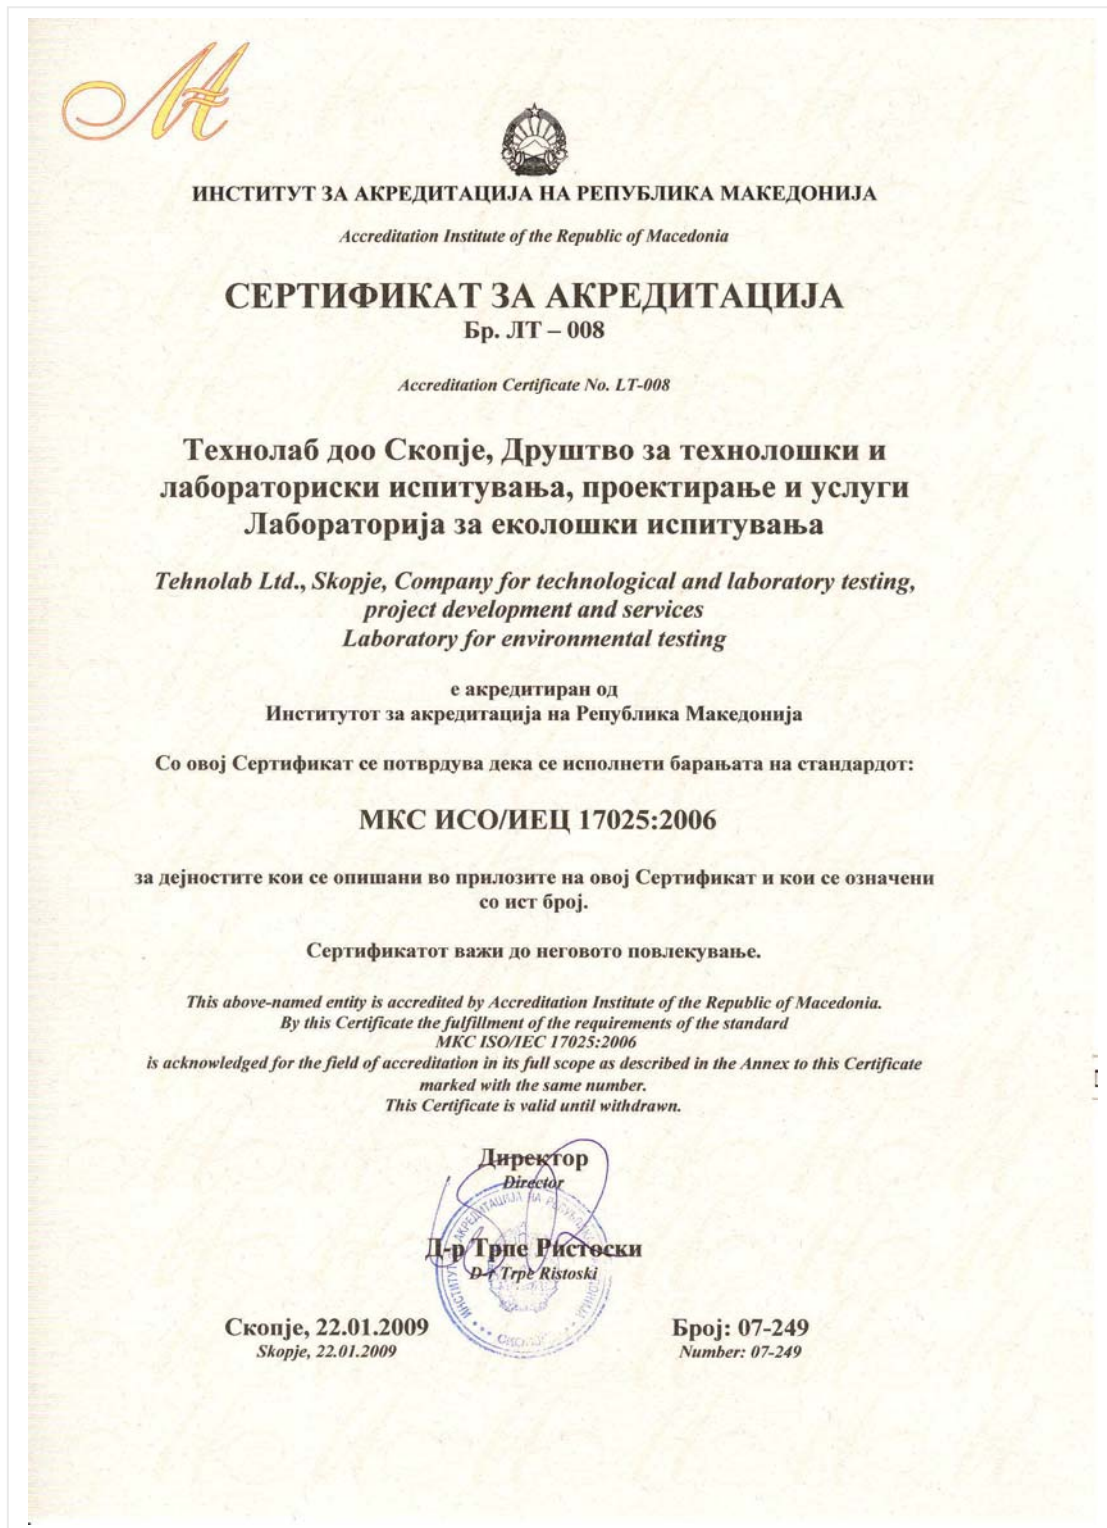 ИНСТИТУТ ЗА АКРЕДИТАЦИЈА НА РЕПУБЛИКА МАКЕДОНИЈА
Accreditation Institute of the Republic of Macedonia
СЕРТИФИКАТ ЗА АКРЕДИТАЦИЈА
Бр. ЛТ – 008
Accreditation Certificate No. LT-008
Технолаб доо Скопје, Друштво за технолошки и
лабораториски испитувања, проектирање и услуги
Лабораторија за еколошки испитувања
Tehnolab Ltd., Skopje, Company for technological and laboratory testing,
project development and services
Laboratory for environmental testing
е акредитиран од
Институтот за акредитација на Република Македонија
Со овој Сертификат се потврдува дека се исполнети барањата на стандардот:
МКС ИСО/ИЕЦ 17025:2006
за дејностите кои се опишани во прилозите на овој Сертификат и кои се означени
со ист број.
Сертификатот важи до неговото повлекување.
This above-named entity is accredited by Accreditation Institute of the Republic of Macedonia.
By this Certificate the fulfillment of the requirements of the standard
МКС ISO/IEC 17025:2006
is acknowledged for the field of accreditation in its full scope as described in the Annex to this Certificate
marked with the same number.
This Certificate is valid until withdrawn.
Директор
Director
Д-р Трпе Ристоски
D-r Trpe Ristoski
Скопје, 22.01.2009
Skopje, 22.01.2009
Број: 07-249
Number: 07-249